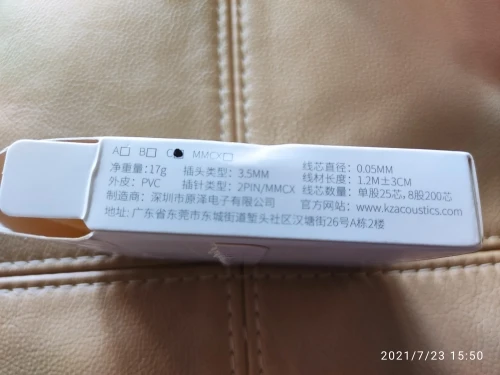 A B C MMCX
净重量：17g 插头类型：3.5MM 线芯直径：0.05MM
外皮：PVC 插针类型：2PIN/MMCX 线材长度：1.2M±3CM
制造商：深圳市原泽电子有限公司 线芯数量：单股25芯，8股200芯
地址：广东省东莞市东城街道堑头社区汉塘街26号A栋2楼 官方网站：www.kzacoustics.com
2021/7/23 15:50